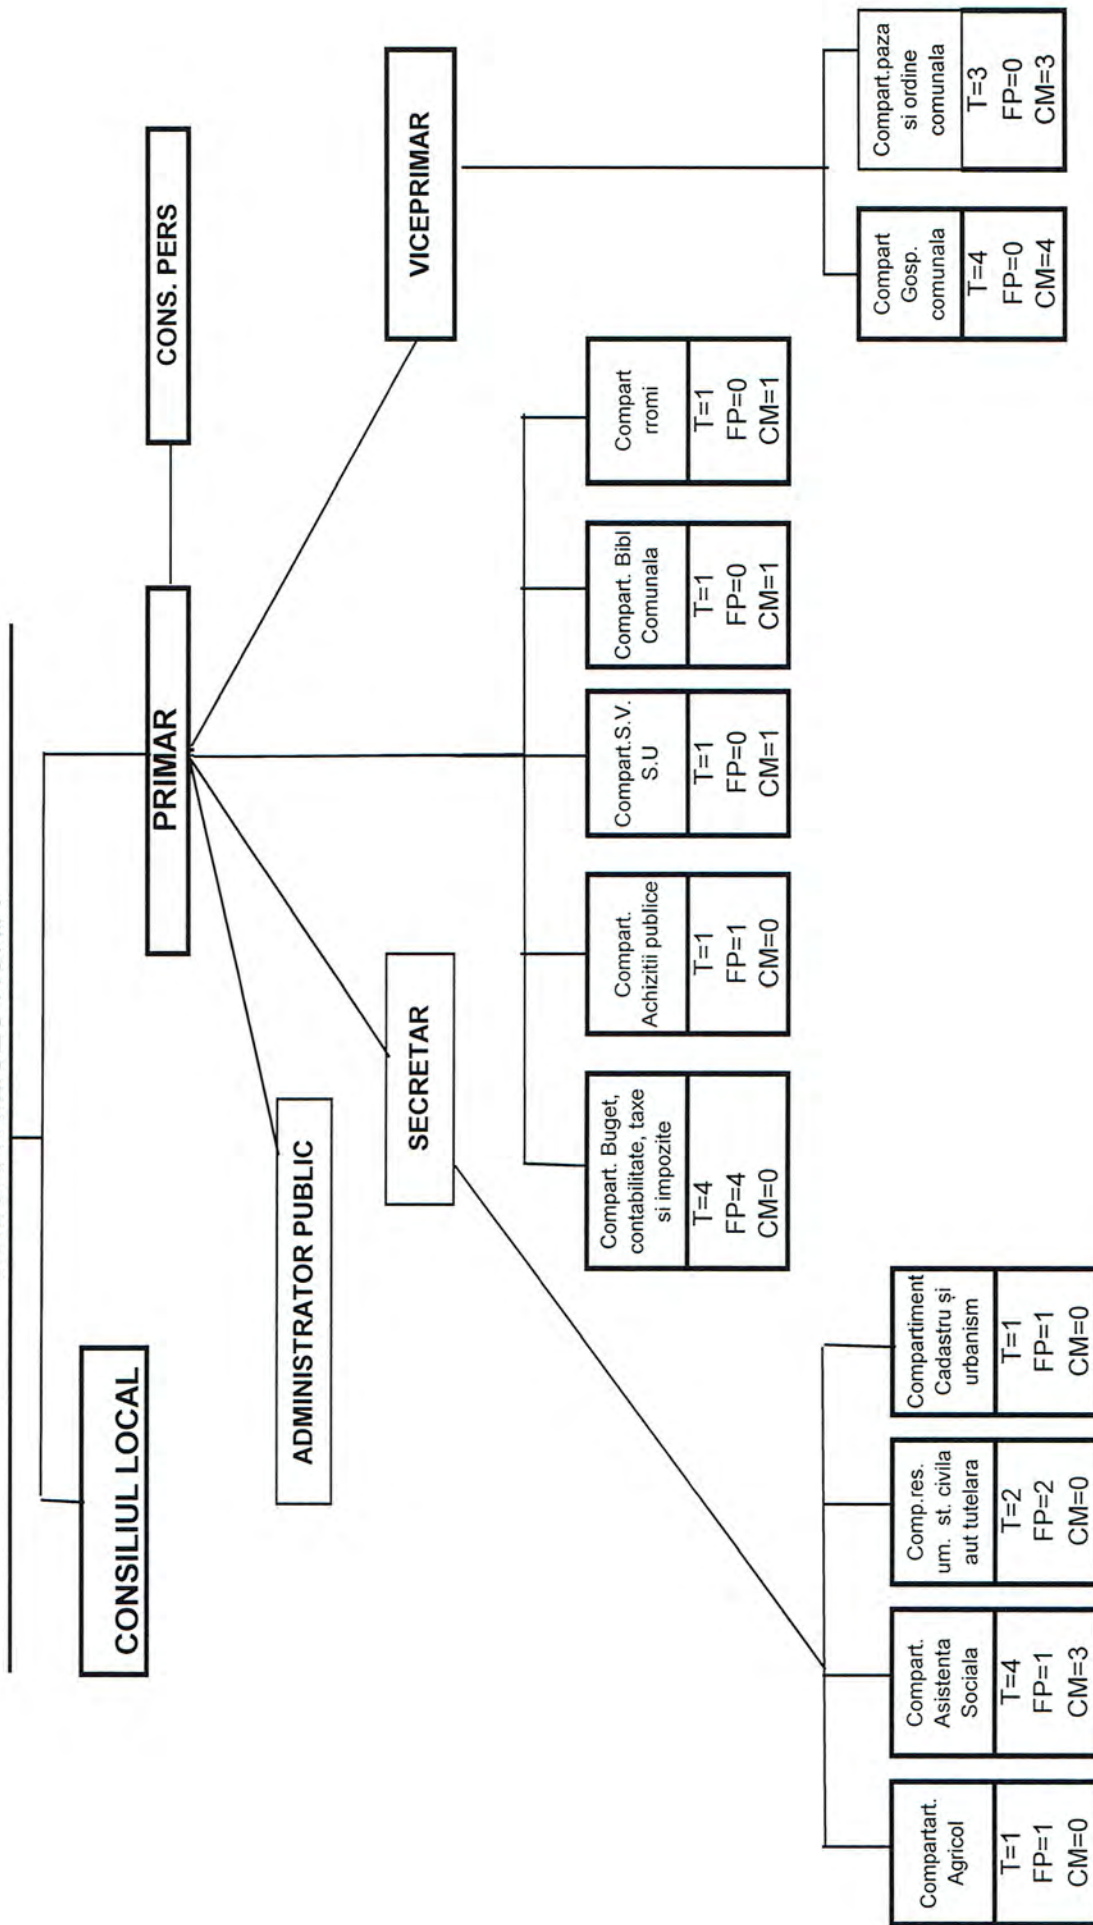 CONSILIUL LOCAL
PRIMAR
CONS. PERS
ADMINISTRATOR PUBLIC
SECRETAR
VICEPRIMAR
Compart. Buget,
contabilitate, taxe
si impozite
T=4
FP=4
CM=0
Compart.
Achizitii publice
T=1
FP=1
CM=0
Compart.S.V.
S.U
T=1
FP=0
CM=1
Compart. Bibl
Comunala
T=1
FP=0
CM=1
Compart
rromi
T=1
FP=0
CM=1
Compart
Gosp.
comunala
T=4
FP=0
CM=4
Compart.paza
si ordine
comunala
T=3
FP=0
CM=3
Compartart.
Agricol
T=1
FP=1
CM=0
Compart.
Asistenta
Sociala
T=4
FP=1
CM=3
Comp.res.
um. st. civila
aut tutelara
T=2
FP=2
CM=0
Compartiment
Cadastru și
urbanism
T=1
FP=1
CM=0